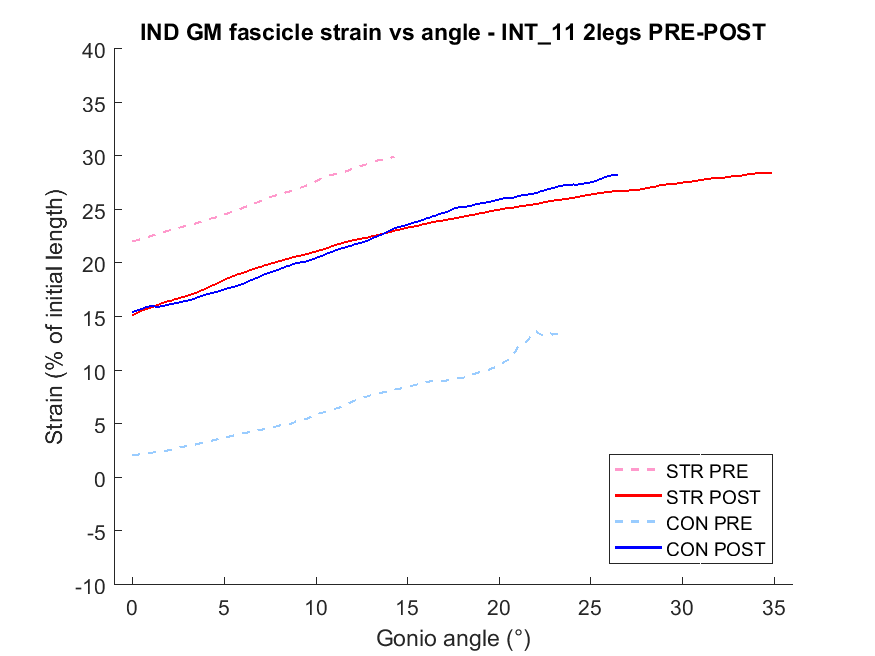 IND GM fascicle strain vs angle - INT_11 2legs PRE-POST
40
35
30
25
20
15
10
5
0
-5
-10
Strain (% of initial length)
0 5 10 15 20 25 30 35
Gonio angle (°)
STR PRE
STR POST
CON PRE
CON POST